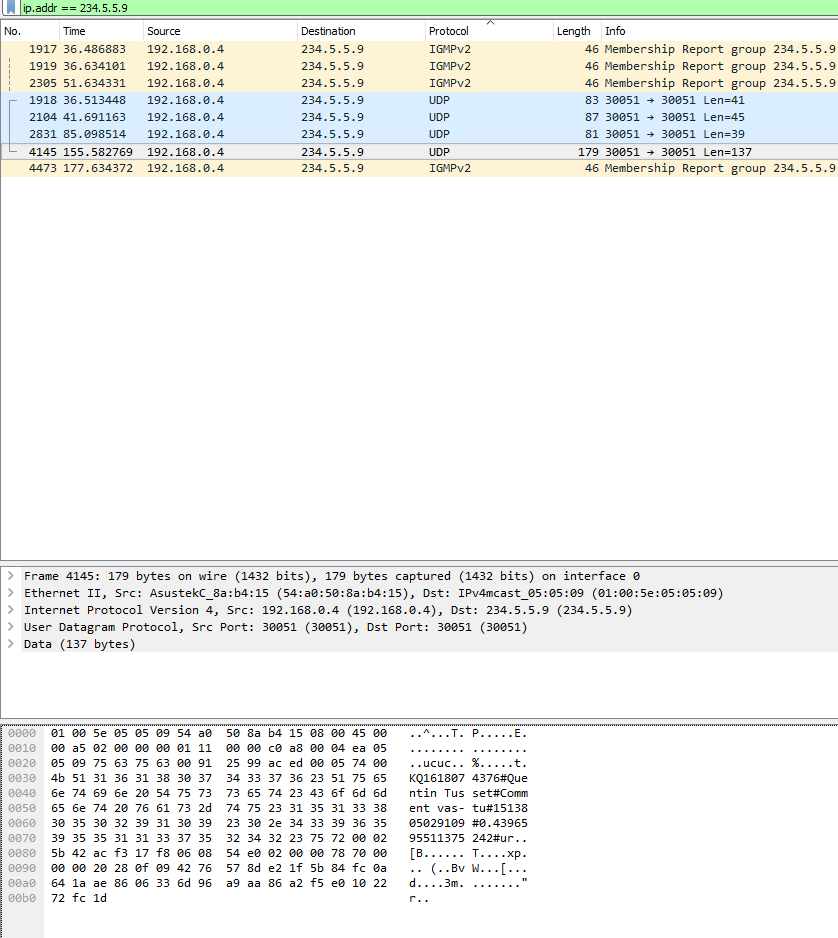 ip.addr == 234.5.5.9
No. Time Source Destination Protocol Length Info
1917 36.486883 192.168.0.4 234.5.5.9 IGMPv2 46 Membership Report group 234.5.5.9
1919 36.634101 192.168.0.4 234.5.5.9 IGMPv2 46 Membership Report group 234.5.5.9
2305 51.634331 192.168.0.4 234.5.5.9 IGMPv2 46 Membership Report group 234.5.5.9
1918 36.513448 192.168.0.4 234.5.5.9 UDP 83 30051 → 30051 Len=41
2104 41.691163 192.168.0.4 234.5.5.9 UDP 87 30051 → 30051 Len=45
2831 85.098514 192.168.0.4 234.5.5.9 UDP 81 30051 → 30051 Len=39
4145 155.582769 192.168.0.4 234.5.5.9 UDP 179 30051 → 30051 Len=137
4473 177.634372 192.168.0.4 234.5.5.9 IGMPv2 46 Membership Report group 234.5.5.9
Frame 4145: 179 bytes on wire (1432 bits), 179 bytes captured (1432 bits) on interface 0
Ethernet II, Src: AsustekC_8a:b4:15 (54:a0:50:8a:b4:15), Dst: IPv4mcast_05:05:09 (01:00:5e:05:05:09)
Internet Protocol Version 4, Src: 192.168.0.4 (192.168.0.4), Dst: 234.5.5.9 (234.5.5.9)
User Datagram Protocol, Src Port: 30051 (30051), Dst Port: 30051 (30051)
Data (137 bytes)
0000 01 00 5e 05 05 09 54 a0 50 8a b4 15 08 00 45 00 ..^...T. P.....E.
0010 00 a5 02 00 00 00 01 11 00 00 c0 a8 00 04 ea 05 ........ ........
0020 05 09 75 63 75 63 00 91 25 99 ac ed 00 05 74 00 ..ucuc.. %.....t.
0030 4b 51 31 36 31 38 30 37 34 33 37 36 23 51 75 65 KQ161807 4376#Que
0040 6e 74 69 6e 20 54 75 73 73 65 74 23 43 6f 6d 6d ntin Tus set#Comm
0050 65 6e 74 20 76 61 73 2d 74 75 23 31 35 31 33 38 ent vas- tu#15138
0060 30 35 30 32 39 31 30 39 23 30 2e 34 33 39 36 35 05029109 #0.43965
0070 39 35 35 31 31 33 37 35 32 34 32 23 75 72 00 02 95511375 242#ur..
0080 5b 42 ac f3 17 f8 06 08 54 e0 02 00 00 78 70 00 [B...... T....xp.
0090 00 00 20 28 0f 09 42 76 57 8d e2 1f 5b 84 fc 0a .. (..Bv W...[...
00a0 64 1a ae 86 06 33 6d 96 a9 aa 86 a2 f5 e0 10 22 d....3m. ......."
00b0 72 fc 1d r..